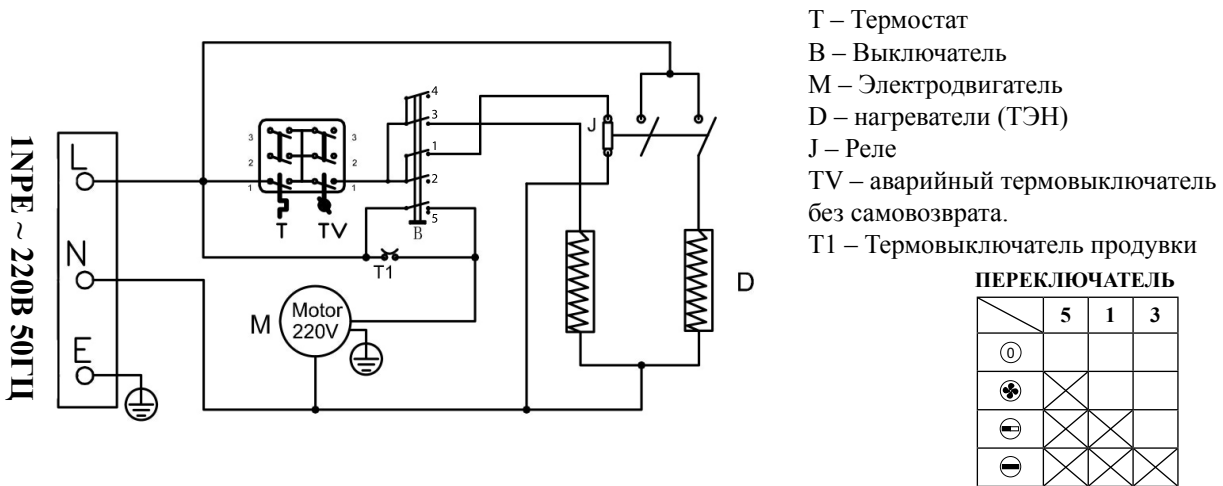 1NPE ~ 220В 50ГЦ
L
N
E
3
2
1
3
2
1
T
TV
4
3
1
2
5
B
T1
M
Motor
220V
J
D
T – Термостат
B – Выключатель
M – Электродвигатель
D – нагреватели (ТЭН)
J – Реле
TV – аварийный термовыключатель
без самовозврата.
T1 – Термовыключатель продувки
ПЕРЕКЛЮЧАТЕЛЬ
5 1 3
0